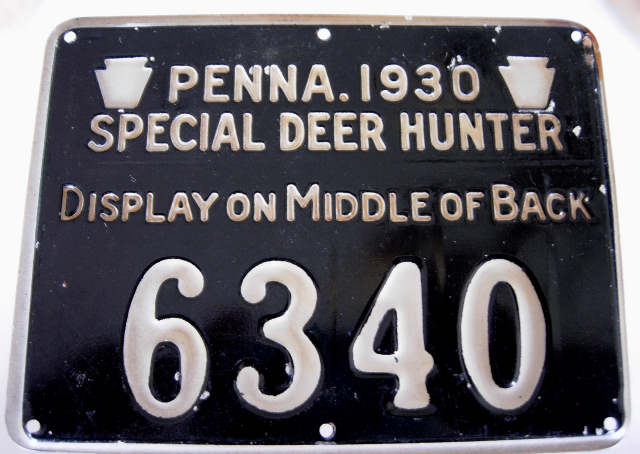 PENNA. 1930
SPECIAL DEER HUNTER
DISPLAY ON MIDDLE OF BACK
6340